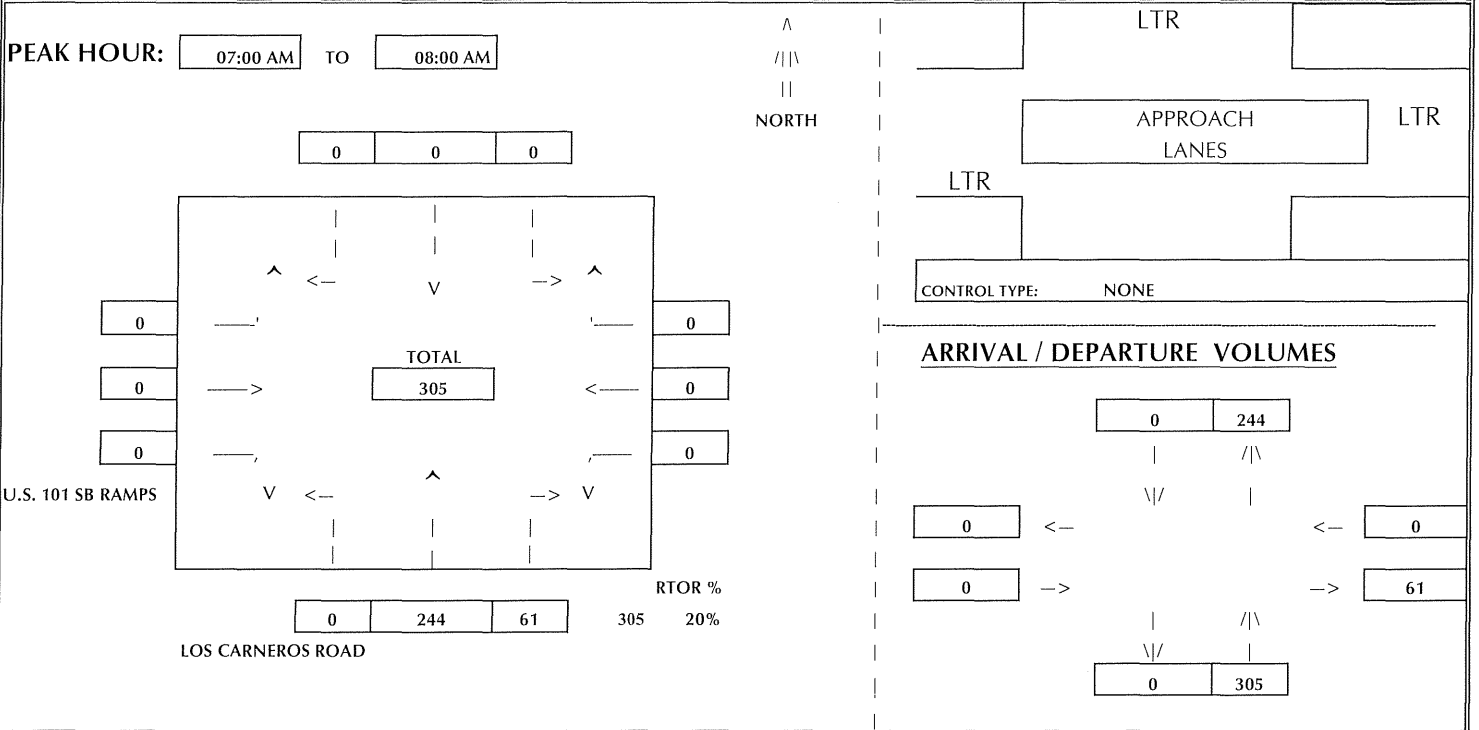 PEAK HOUR: 07:00 AM TO 08:00 AM
NORTH
0 0 0
0 0
TOTAL
0 305 0
0 0
U.S. 101 SB RAMPS
RTOR %
0 244 61 305 20%
LOS CARNEROS ROAD
LTR
APPROACH LTR
LANES
LTR
CONTROL TYPE: NONE
ARRIVAL / DEPARTURE VOLUMES
0 244
0 0
0 61
0 305